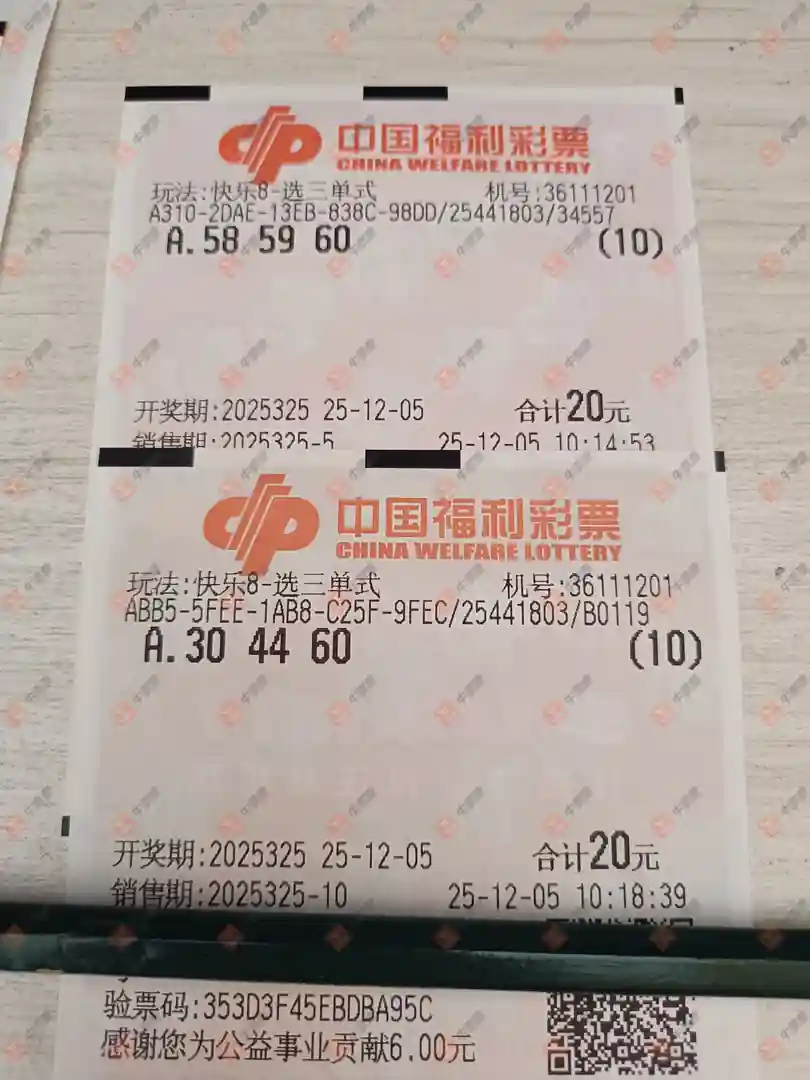 中国福利彩票
CHINA WELFARE LOTTERY
玩法:快乐8-选三单式 机号:36111201
A310-2DAE-13EB-838C-98DD/25441803/34557
A.58 59 60 (10)
开奖期:2025325 25-12-05 合计20元
销售期:2025325-5 25-12-05 10:14:53
中国福利彩票
CHINA WELFARE LOTTERY
玩法:快乐8-选三单式 机号:36111201
ABB5-5FEE-1AB8-C25F-9FEC/25441803/B0119
A.30 44 60 (10)
开奖期:2025325 25-12-05 合计20元
销售期:2025325-10 25-12-05 10:18:39
验票码:353D3F45EBDBA95C
感谢您为公益事业贡献6.00元